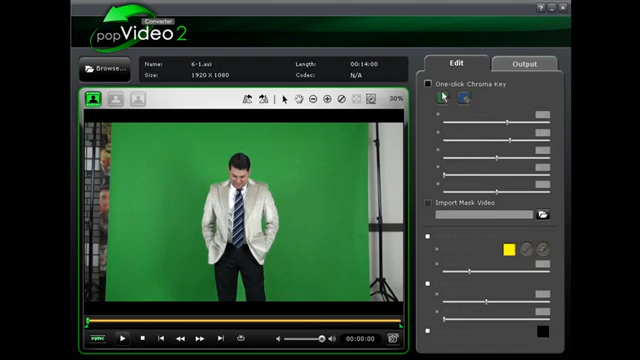 Converter
popVideo 2
Browse...
Name: 6-1.avi Length: 00:14:00
Size: 1920 X 1080 Codec: N/A
Edit Output
One-click Chroma Key
30%
Import Mask Video
sync
00:00:00